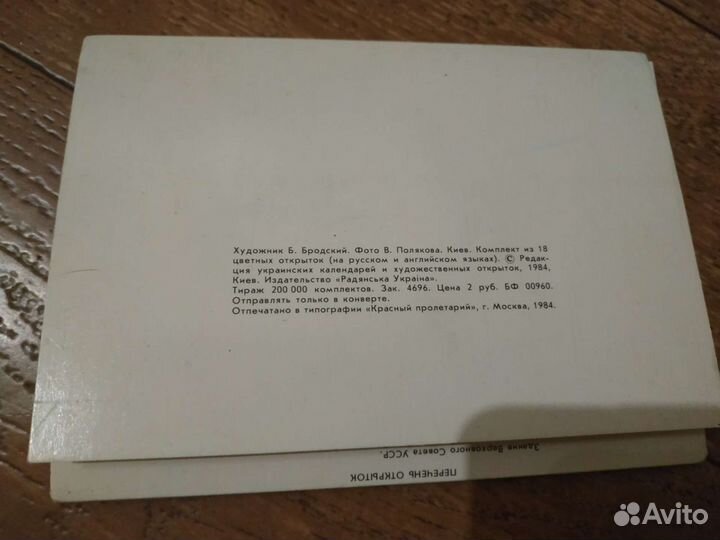 Художник Б. Бродский. Фото В. Полякова. Киев. Комплект из 18
цветных открыток (на русском и английском языках). © Редак-
ция украинских календарей и художественных открыток, 1984,
Киев. Издательство «Радянська Україна».
Тираж 200 000 комплектов. Зак. 4696. Цена 2 руб. БФ 00960.
Отправлять только в конверте.
Отпечатано в типографии «Красный пролетарий», г. Москва, 1984.
ПЕРЕЧЕНЬ ОТКРЫТОК
Здание Верховного Совета УССР.
Avito